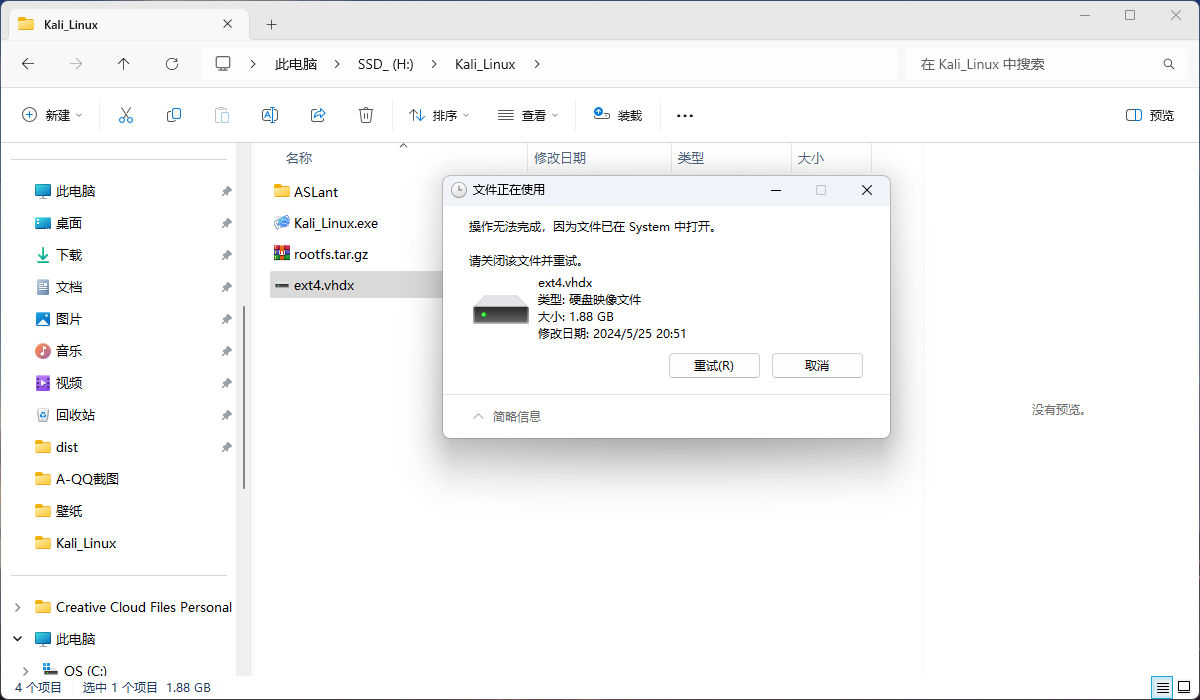 Kali_Linux
此电脑 SSD_ (H:) Kali_Linux
在 Kali_Linux 中搜索
新建 排序 查看 装载 预览
名称 修改日期 类型 大小
此电脑
桌面
下载
文档
图片
音乐
视频
回收站
dist
A-QQ截图
壁纸
Kali_Linux
Creative Cloud Files Personal
此电脑
OS (C:)
ASLant
Kali_Linux.exe
rootfs.tar.gz
ext4.vhdx
文件正在使用
操作无法完成，因为文件已在 System 中打开。
请关闭该文件并重试。
ext4.vhdx
类型: 硬盘映像文件
大小: 1.88 GB
修改日期: 2024/5/25 20:51
重试(R) 取消
简略信息
没有预览。
4 个项目 选中 1 个项目 1.88 GB